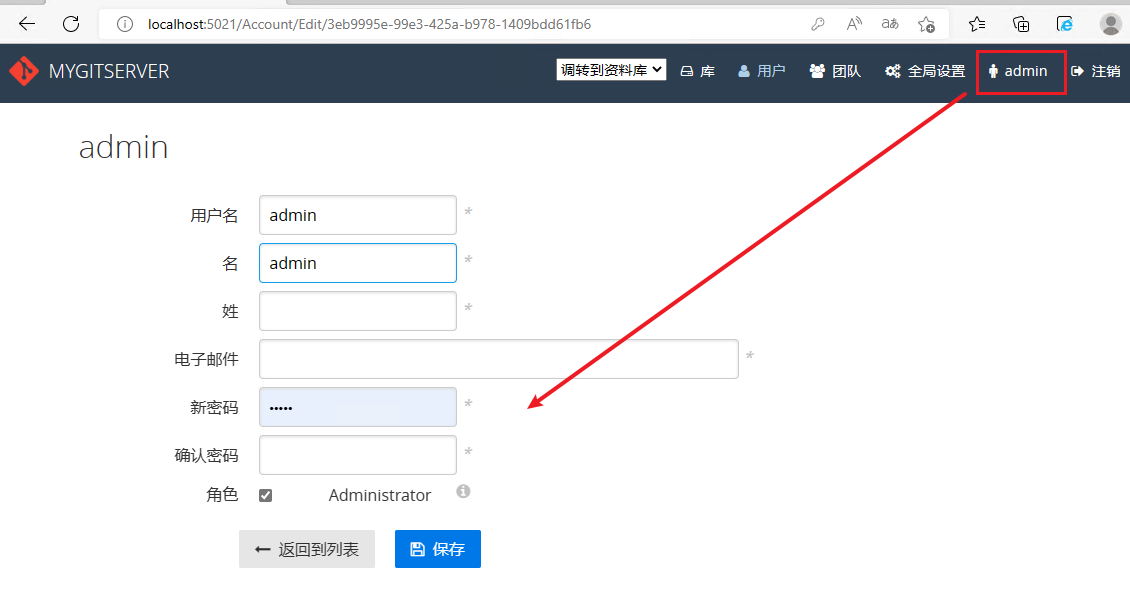 localhost:5021/Account/Edit/3eb9995e-99e3-425a-b978-1409bdd61fb6
MYGITSERVER 调转到资料库 库 用户 团队 全局设置 admin 注销
admin
用户名 admin *
名 admin *
姓 *
电子邮件 *
新密码 ••••• *
确认密码 *
角色 Administrator
返回到列表 保存